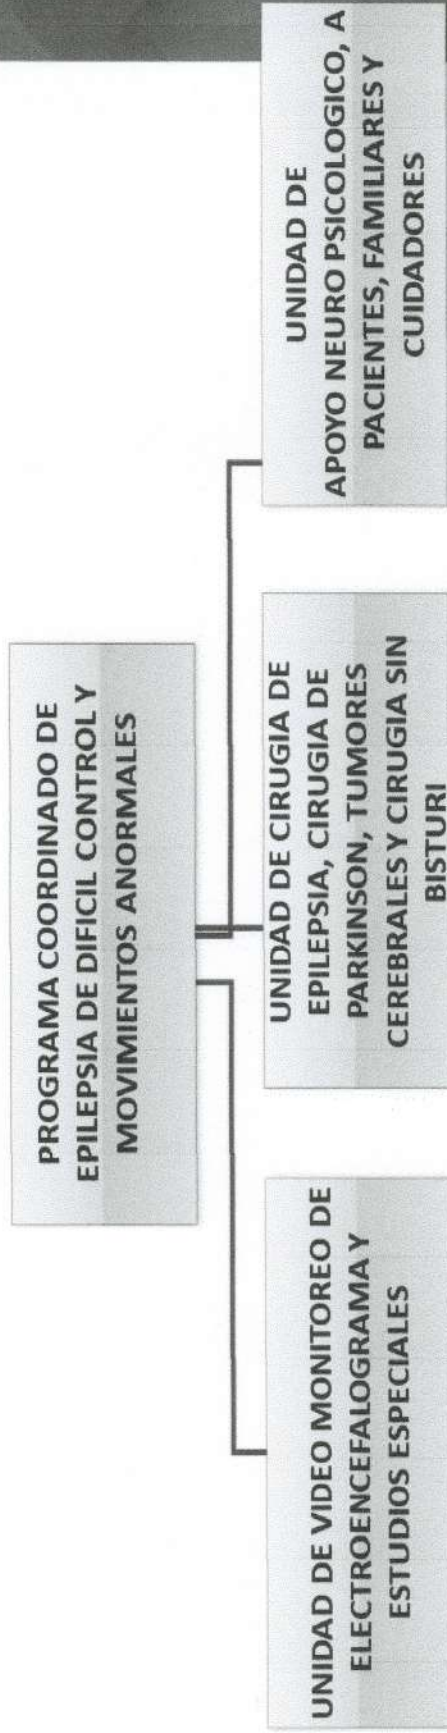 PROGRAMA COORDINADO DE
EPILEPSIA DE DIFICIL CONTROL Y
MOVIMIENTOS ANORMALES
UNIDAD DE VIDEO MONITOREO DE
ELECTROENCEFALOGRAMA Y
ESTUDIOS ESPECIALES
UNIDAD DE CIRUGIA DE
EPILEPSIA, CIRUGIA DE
PARKINSON, TUMORES
CEREBRALES Y CIRUGIA SIN
BISTURI
UNIDAD DE
APOYO NEURO PSICOLOGICO, A
PACIENTES, FAMILIARES Y
CUIDADORES